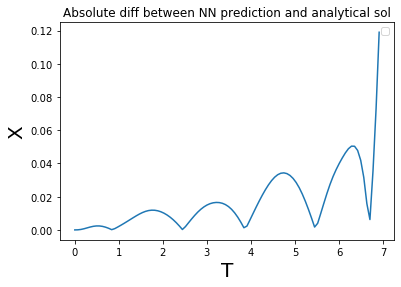 Absolute diff between NN prediction and analytical sol
0.12
0.10
0.08
0.06
0.04
0.02
0.00
X
0 1 2 3 4 5 6 7
T